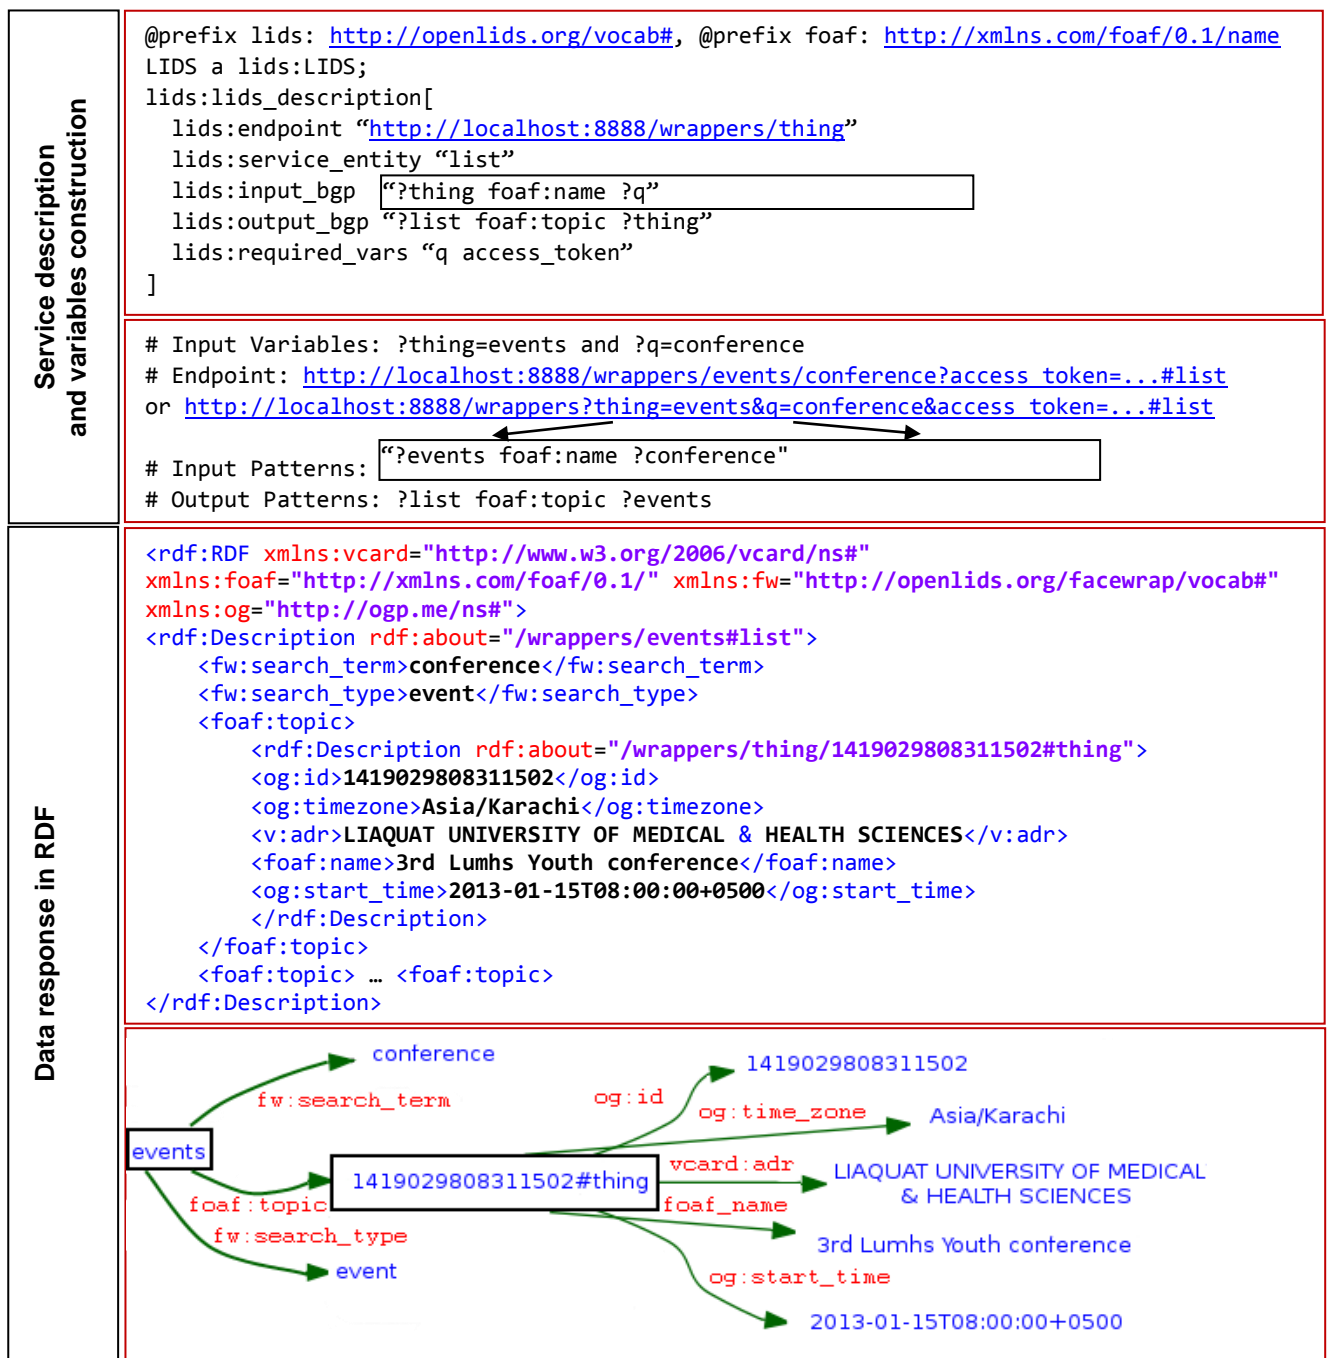 Service description
and variables construction
@prefix lids: http://openlids.org/vocab#, @prefix foaf: http://xmlns.com/foaf/0.1/name
LIDS a lids:LIDS;
lids:lids_description[
lids:endpoint “http://localhost:8888/wrappers/thing”
lids:service_entity “list”
lids:input_bgp “?thing foaf:name ?q”
lids:output_bgp “?list foaf:topic ?thing”
lids:required_vars “q access_token”
]
# Input Variables: ?thing=events and ?q=conference
# Endpoint: http://localhost:8888/wrappers/events/conference?access_token=...#list
or http://localhost:8888/wrappers?thing=events&q=conference&access_token=...#list
# Input Patterns: “?events foaf:name ?conference"
# Output Patterns: ?list foaf:topic ?events
Data response in RDF
<rdf:RDF xmlns:vcard="http://www.w3.org/2006/vcard/ns#"
xmlns:foaf="http://xmlns.com/foaf/0.1/" xmlns:fw="http://openlids.org/facewrap/vocab#"
xmlns:og="http://ogp.me/ns#">
<rdf:Description rdf:about="/wrappers/events#list">
<fw:search_term>conference</fw:search_term>
<fw:search_type>event</fw:search_type>
<foaf:topic>
<rdf:Description rdf:about="/wrappers/thing/1419029808311502#thing">
<og:id>1419029808311502</og:id>
<og:timezone>Asia/Karachi</og:timezone>
<v:adr>LIAQUAT UNIVERSITY OF MEDICAL & HEALTH SCIENCES</v:adr>
<foaf:name>3rd Lumhs Youth conference</foaf:name>
<og:start_time>2013-01-15T08:00:00+0500</og:start_time>
</rdf:Description>
</foaf:topic>
<foaf:topic> … <foaf:topic>
</rdf:Description>
conference
fw:search_term
events
foaf:topic
fw:search_type
event
1419029808311502#thing
og:id
1419029808311502
og:time_zone
Asia/Karachi
vcard:adr
LIAQUAT UNIVERSITY OF MEDICAL
& HEALTH SCIENCES
foaf_name
3rd Lumhs Youth conference
og:start_time
2013-01-15T08:00:00+0500